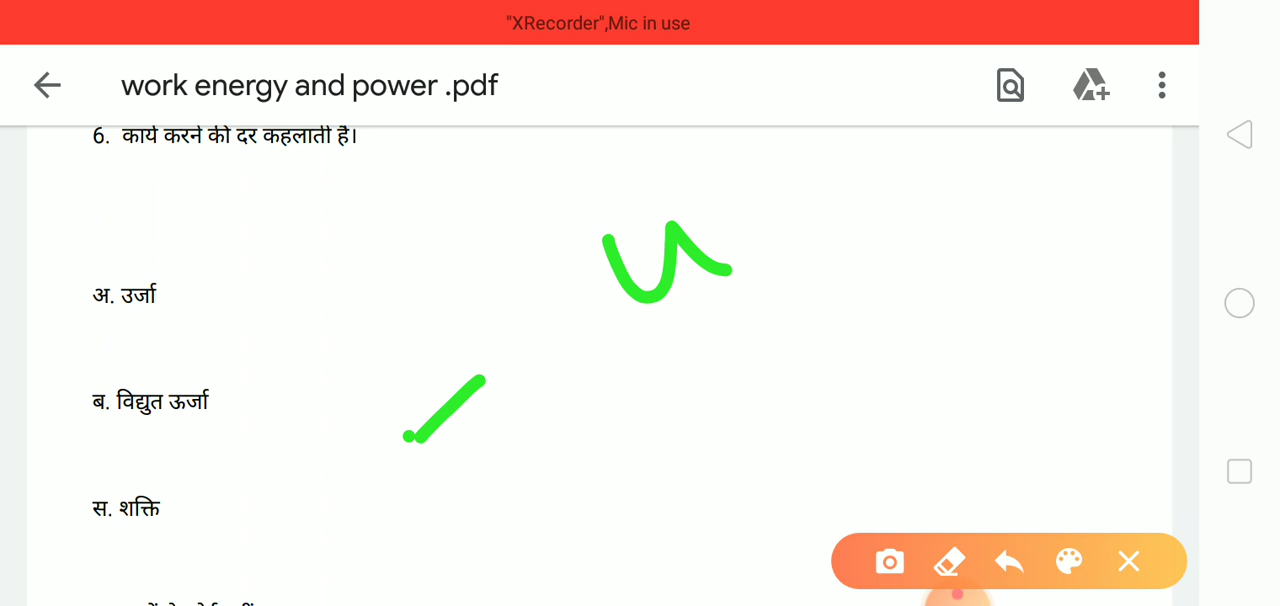 "XRecorder",Mic in use
work energy and power .pdf
6. कार्य करने की दर कहलाती है।
अ. उर्जा
ब. विद्युत ऊर्जा
स. शक्ति